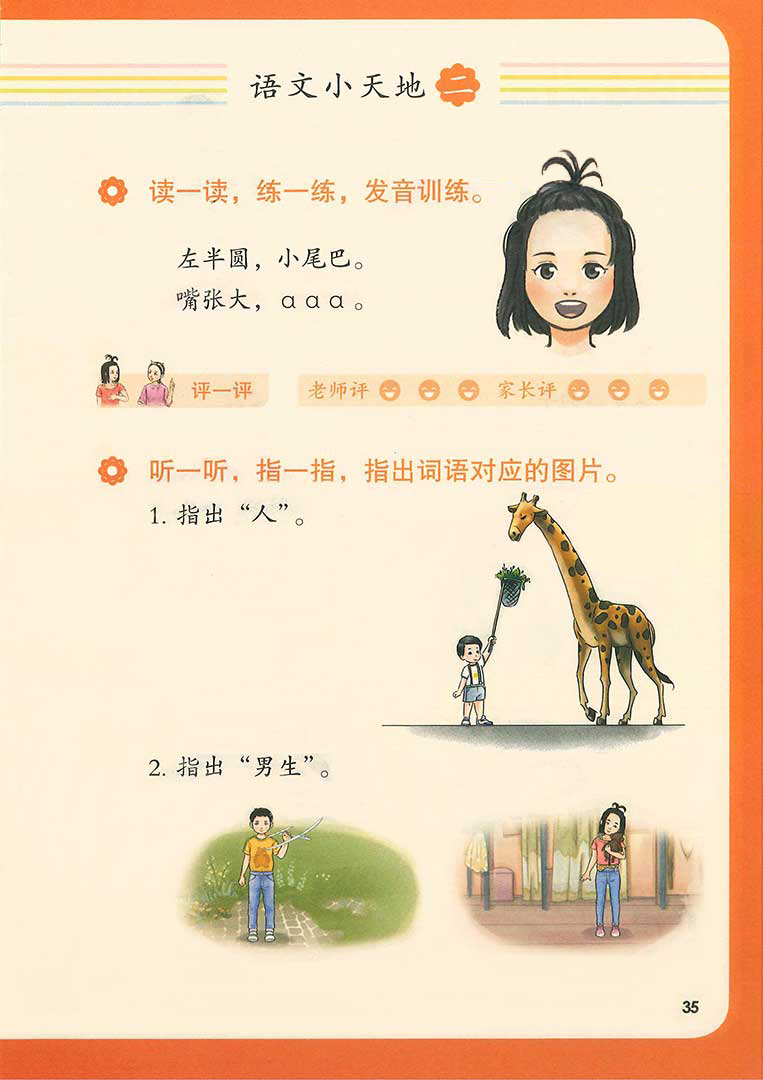 语文小天地 二
读一读，练一练，发音训练。
左半圆，小尾巴。
嘴张大，ɑ ɑ ɑ 。
评一评 老师评 家长评
听一听，指一指，指出词语对应的图片。
1. 指出“人”。
2. 指出“男生”。
35